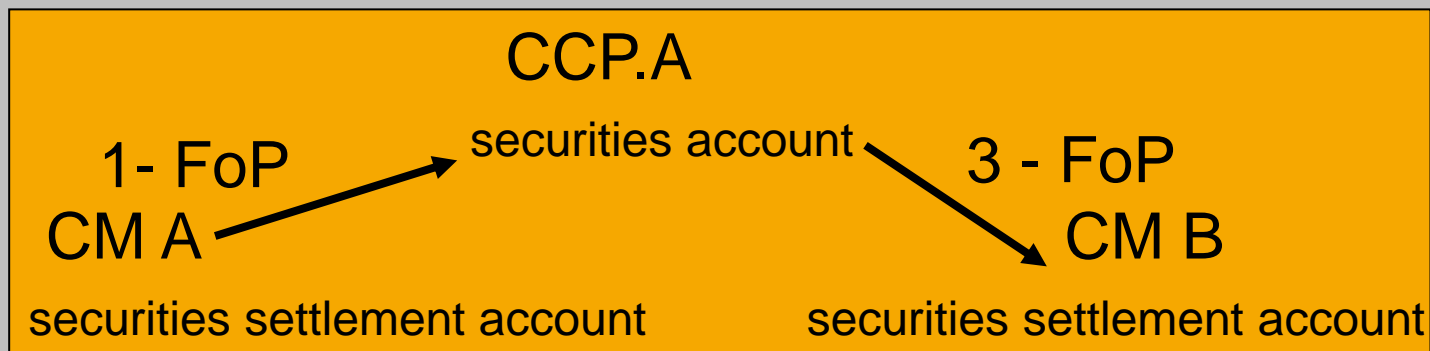 CCP.A
securities account
1- FoP
3 - FoP
CM A
CM B
securities settlement account
securities settlement account